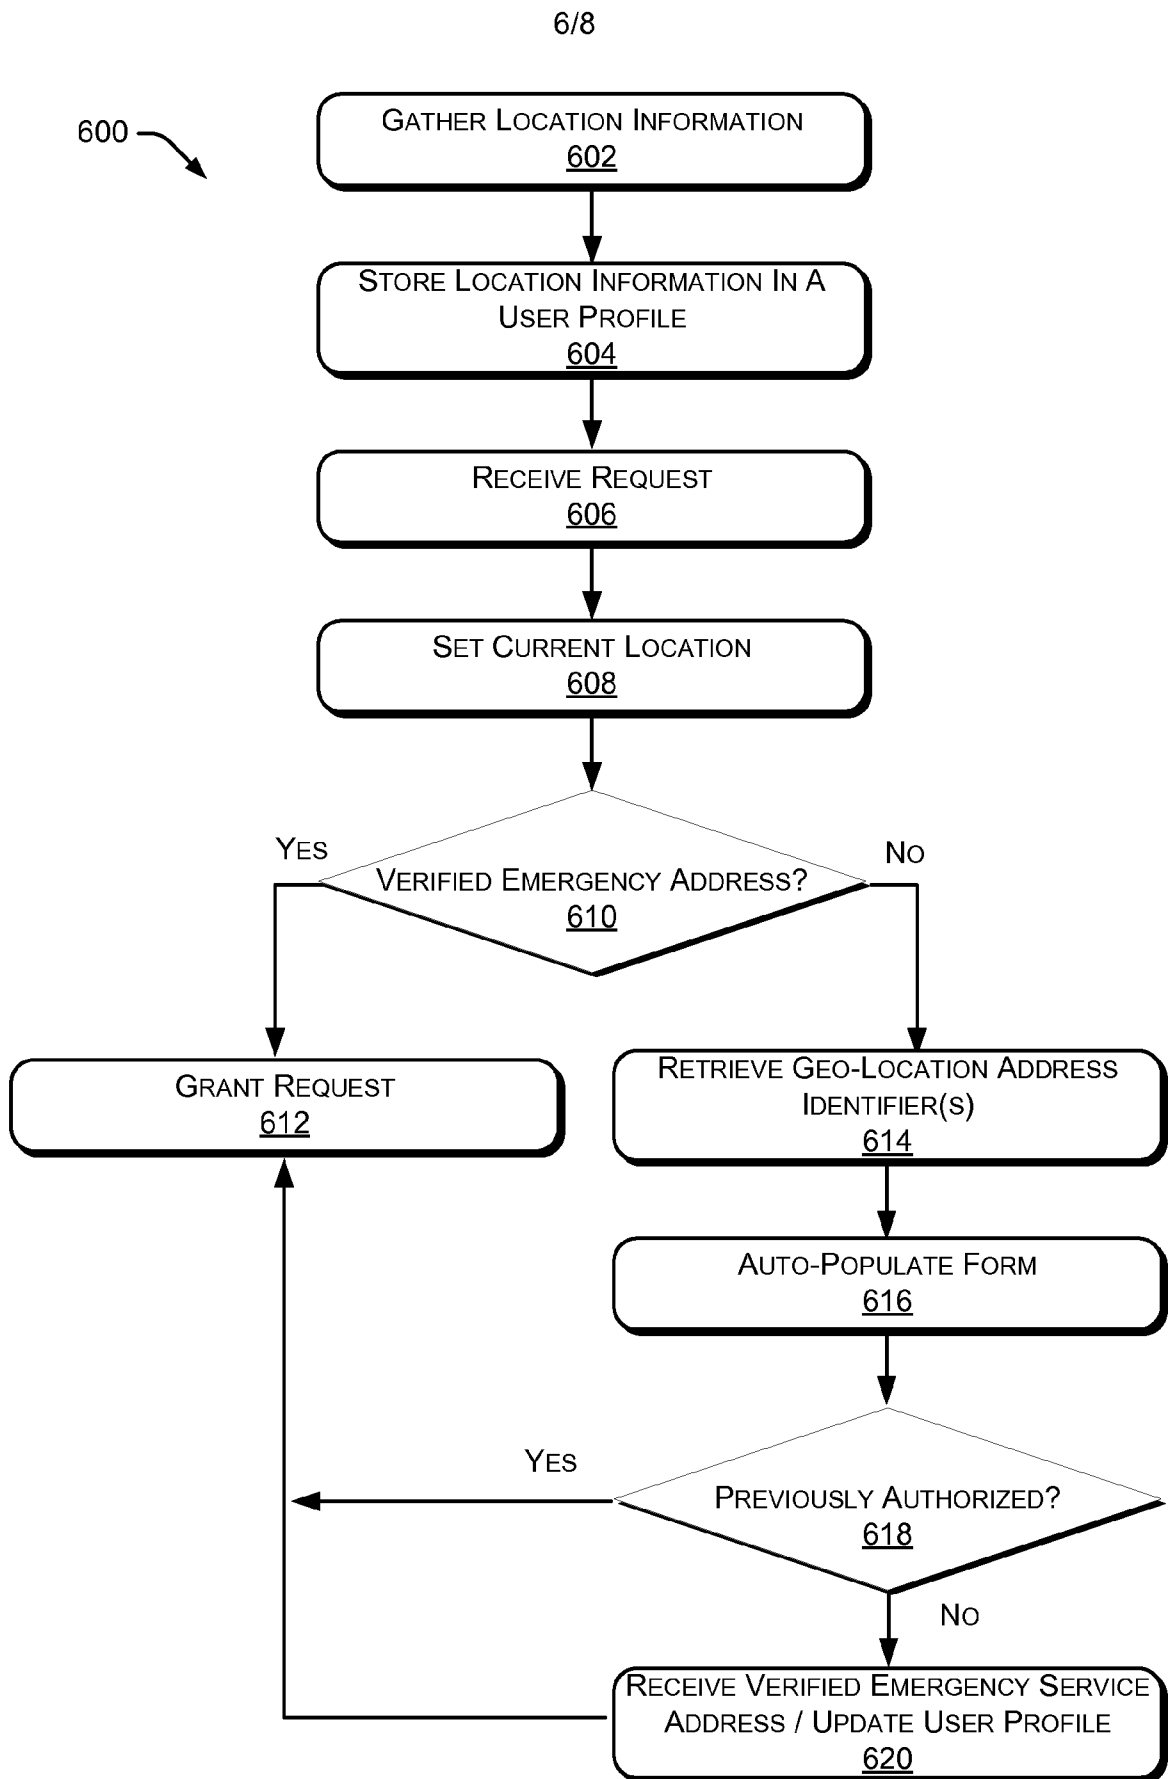 6/8
600
GATHER LOCATION INFORMATION
602
STORE LOCATION INFORMATION IN A
USER PROFILE
604
RECEIVE REQUEST
606
SET CURRENT LOCATION
608
YES
NO
VERIFIED EMERGENCY ADDRESS?
610
GRANT REQUEST
612
RETRIEVE GEO-LOCATION ADDRESS
IDENTIFIER(S)
614
AUTO-POPULATE FORM
616
YES
PREVIOUSLY AUTHORIZED?
618
NO
RECEIVE VERIFIED EMERGENCY SERVICE
ADDRESS / UPDATE USER PROFILE
620